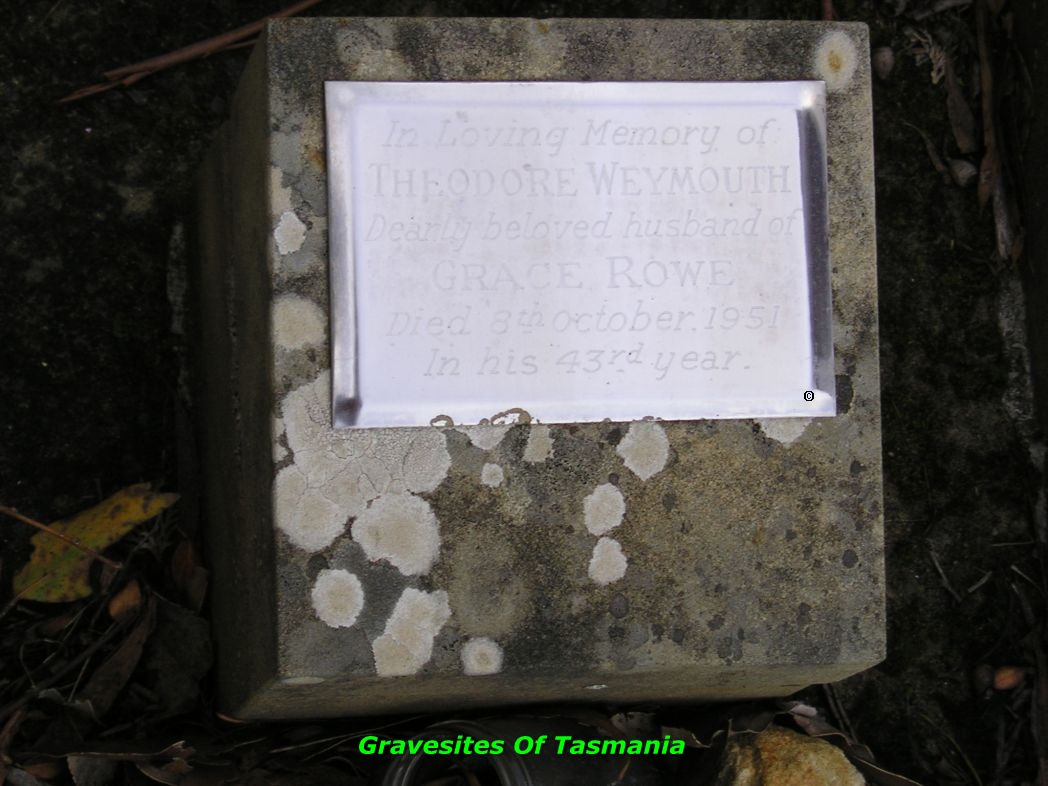 In Loving Memory of
THEODORE WEYMOUTH
Dearly beloved husband of
GRACE ROWE
Died 8th October. 1951
In his 43rd year.
©
Gravesites Of Tasmania